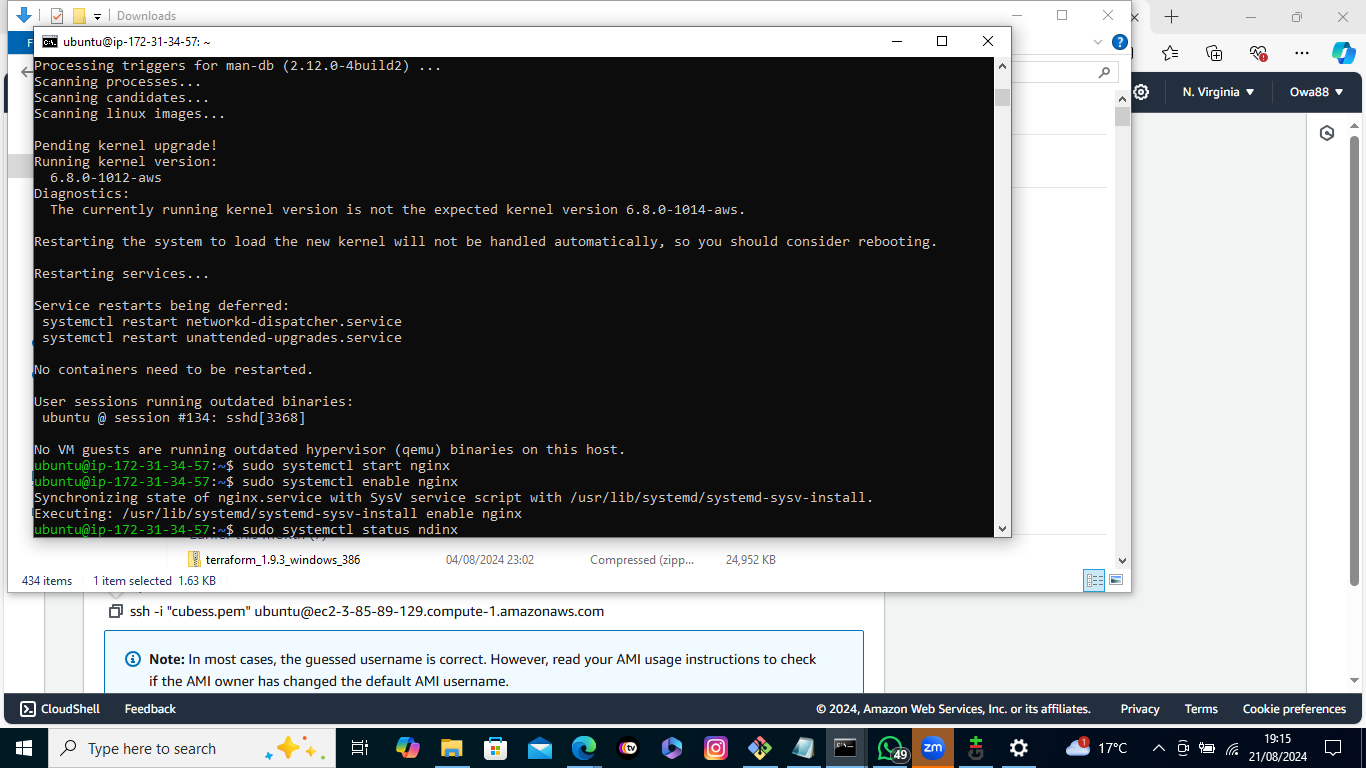 Downloads
F
ubuntu@ip-172-31-34-57: ~
Processing triggers for man-db (2.12.0-4build2) ...
Scanning processes...
Scanning candidates...
Scanning linux images...
Pending kernel upgrade!
Running kernel version:
6.8.0-1012-aws
Diagnostics:
The currently running kernel version is not the expected kernel version 6.8.0-1014-aws.
Restarting the system to load the new kernel will not be handled automatically, so you should consider rebooting.
Restarting services...
Service restarts being deferred:
systemctl restart networkd-dispatcher.service
systemctl restart unattended-upgrades.service
No containers need to be restarted.
User sessions running outdated binaries:
ubuntu @ session #134: sshd[3368]
No VM guests are running outdated hypervisor (qemu) binaries on this host.
ubuntu@ip-172-31-34-57:~$ sudo systemctl start nginx
ubuntu@ip-172-31-34-57:~$ sudo systemctl enable nginx
Synchronizing state of nginx.service with SysV service script with /usr/lib/systemd/systemd-sysv-install.
Executing: /usr/lib/systemd/systemd-sysv-install enable nginx
ubuntu@ip-172-31-34-57:~$ sudo systemctl status ndinx
N. Virginia
Owa88
terraform_1.9.3_windows_386 04/08/2024 23:02 Compressed (zipp... 24,952 KB
434 items 1 item selected 1.63 KB
ssh -i "cubess.pem" ubuntu@ec2-3-85-89-129.compute-1.amazonaws.com
Note: In most cases, the guessed username is correct. However, read your AMI usage instructions to check
if the AMI owner has changed the default AMI username.
CloudShell Feedback © 2024, Amazon Web Services, Inc. or its affiliates. Privacy Terms Cookie preferences
Type here to search
tv
49
zm
1
17°C
19:15
21/08/2024